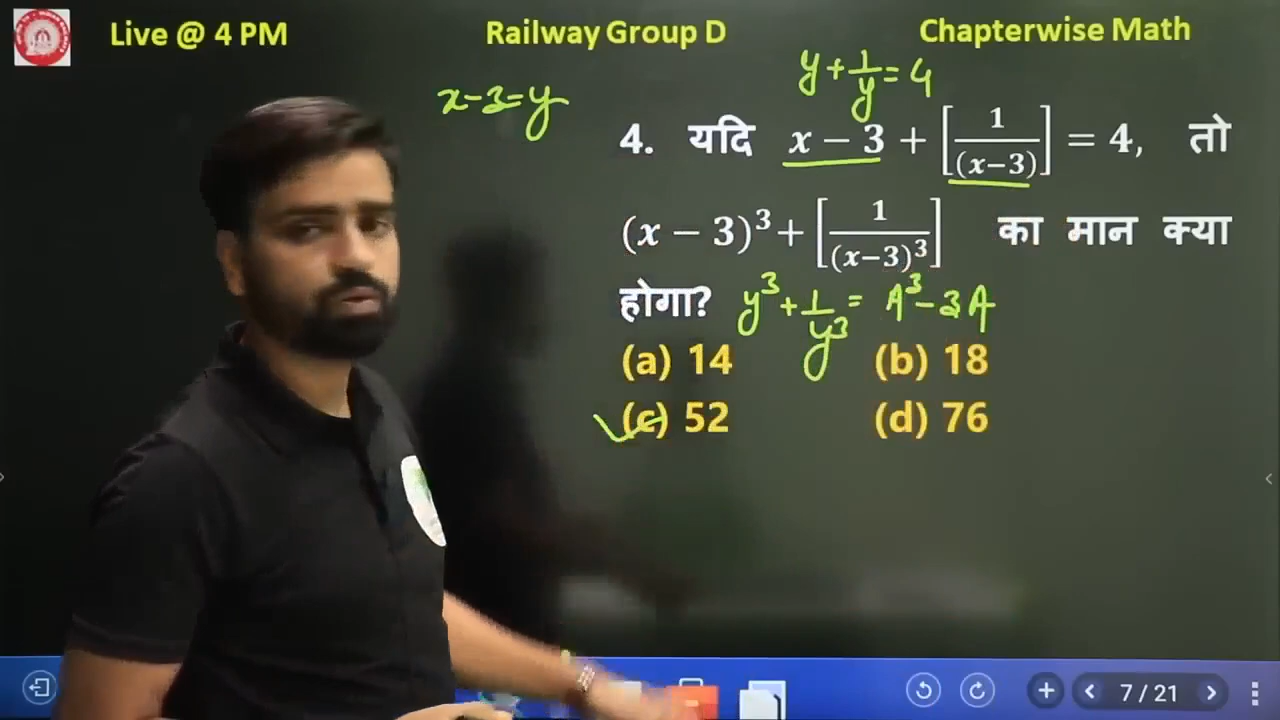 Live @ 4 PM
Railway Group D
Chapterwise Math
y + 1/y = 4
x - 3 = y
4. यदि x − 3 + [1/(x−3)] = 4, तो
(x − 3)³ + [1/(x−3)³] का मान क्या
होगा?
y³ + 1/y³ = A³ - 3A
(a) 14 (b) 18
(c) 52 (d) 76
7 / 21